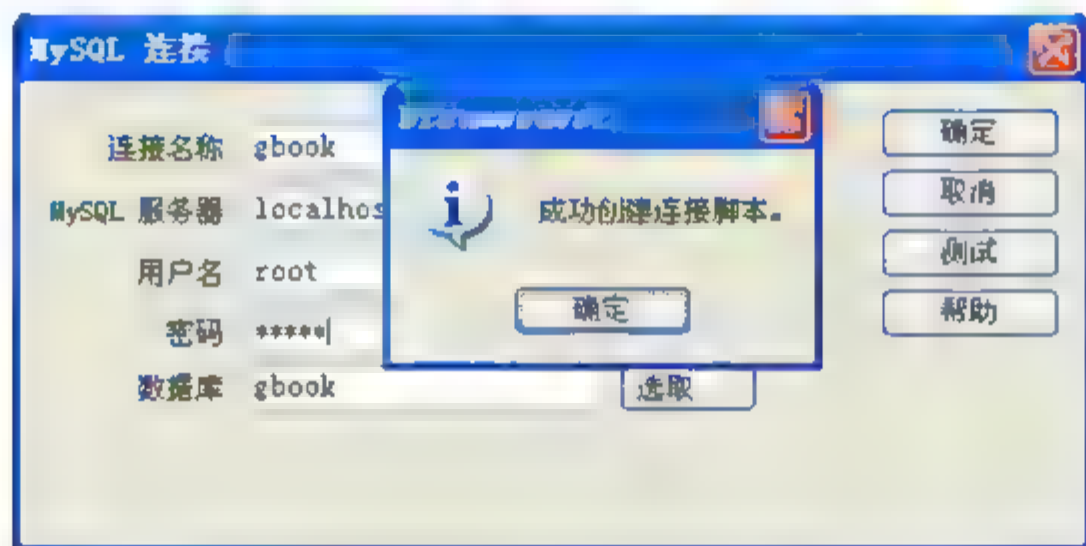 MySQL 连接
连接名称 gbook
MySQL 服务器 localhos
用户名 root
密码 *****
数据库 gbook
选取
成功创建连接脚本。
确定
确定
取消
测试
帮助